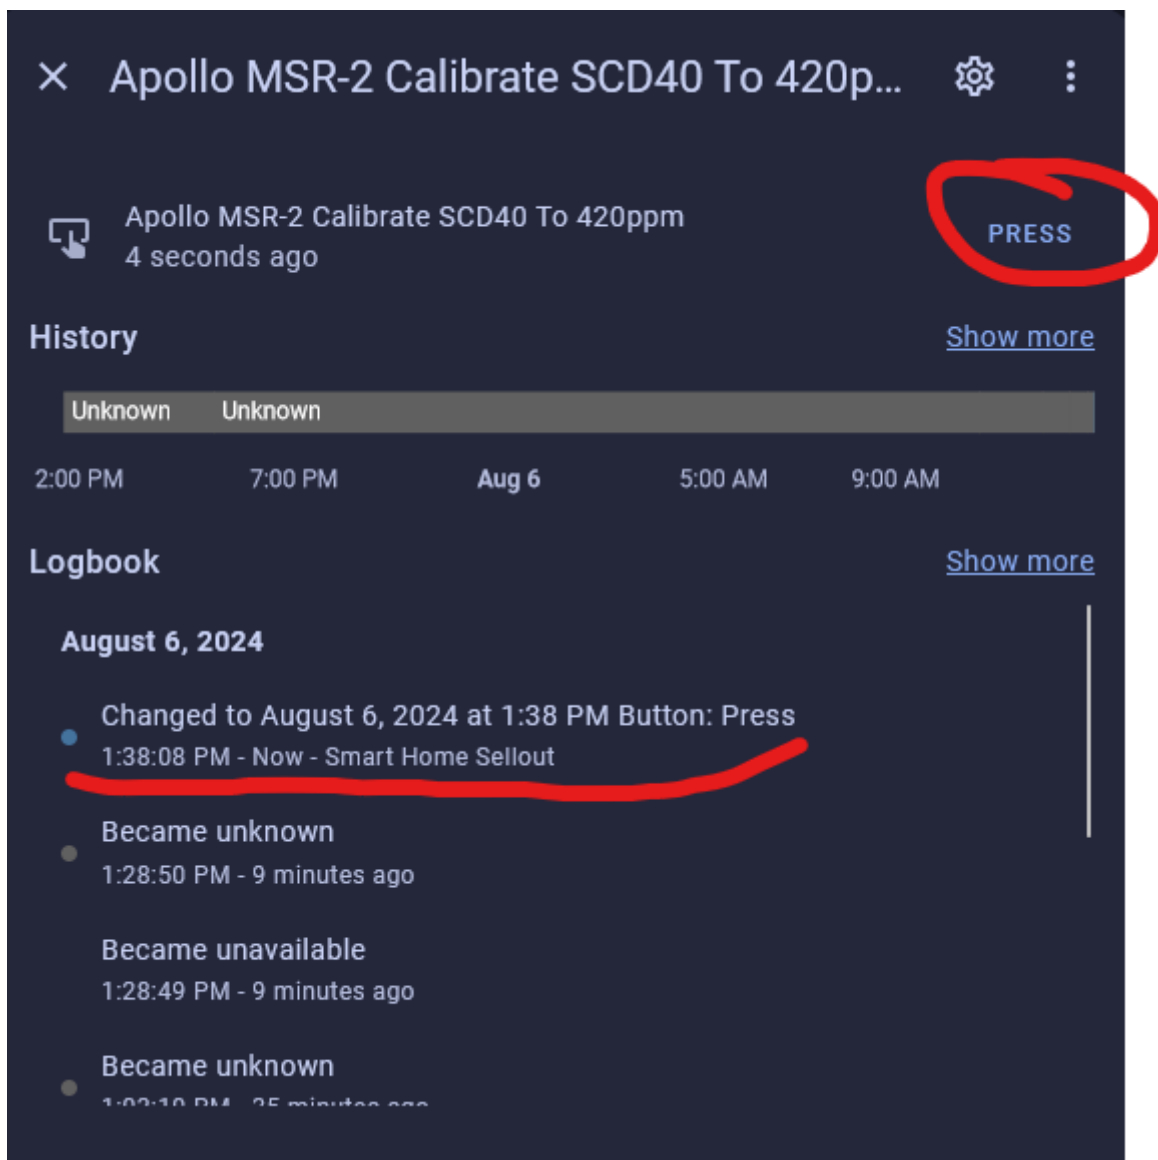 Apollo MSR-2 Calibrate SCD40 To 420p...
Apollo MSR-2 Calibrate SCD40 To 420ppm
4 seconds ago
PRESS
History
Show more
Unknown Unknown
2:00 PM 7:00 PM Aug 6 5:00 AM 9:00 AM
Logbook
Show more
August 6, 2024
Changed to August 6, 2024 at 1:38 PM Button: Press
1:38:08 PM - Now - Smart Home Sellout
Became unknown
1:28:50 PM - 9 minutes ago
Became unavailable
1:28:49 PM - 9 minutes ago
Became unknown
PM - 35 minutes ago